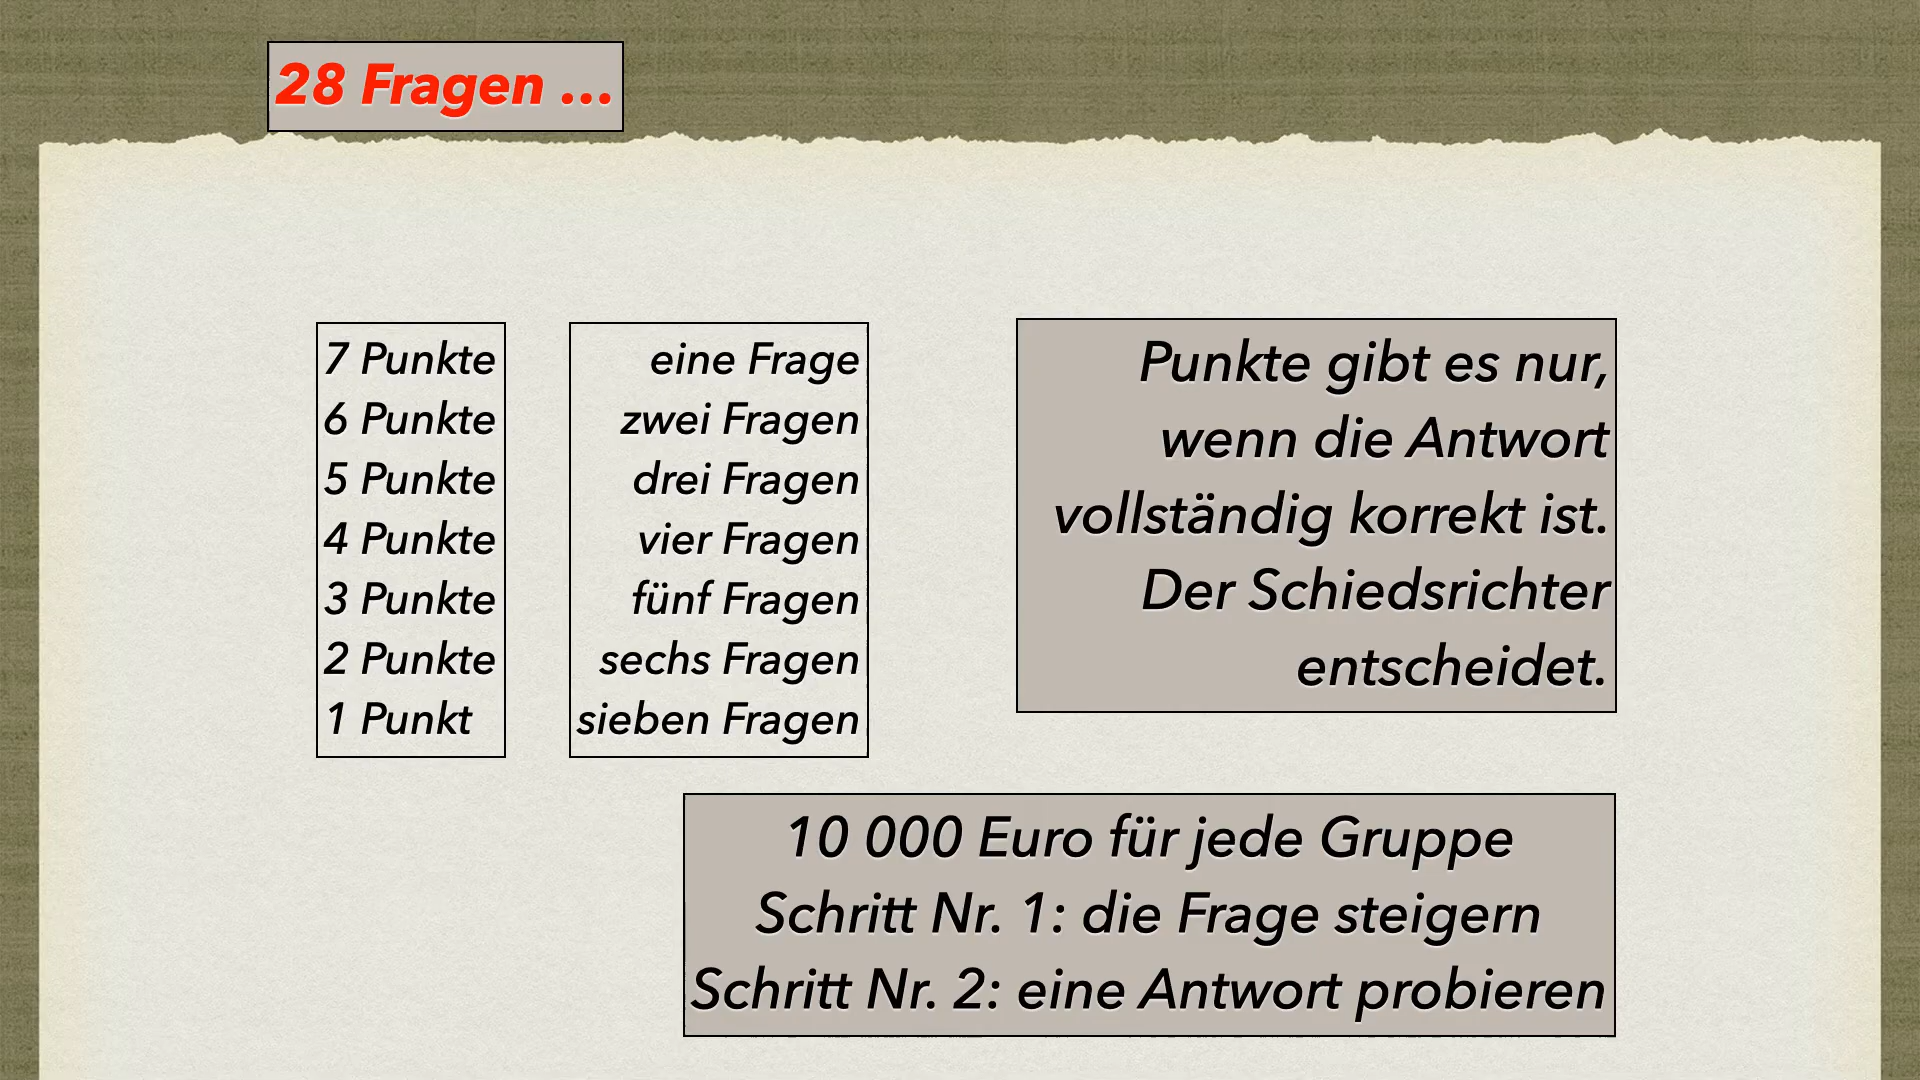 28 Fragen …
7 Punkte
6 Punkte
5 Punkte
4 Punkte
3 Punkte
2 Punkte
1 Punkt
eine Frage
zwei Fragen
drei Fragen
vier Fragen
fünf Fragen
sechs Fragen
sieben Fragen
Punkte gibt es nur,
wenn die Antwort
vollständig korrekt ist.
Der Schiedsrichter
entscheidet.
10 000 Euro für jede Gruppe
Schritt Nr. 1: die Frage steigern
Schritt Nr. 2: eine Antwort probieren